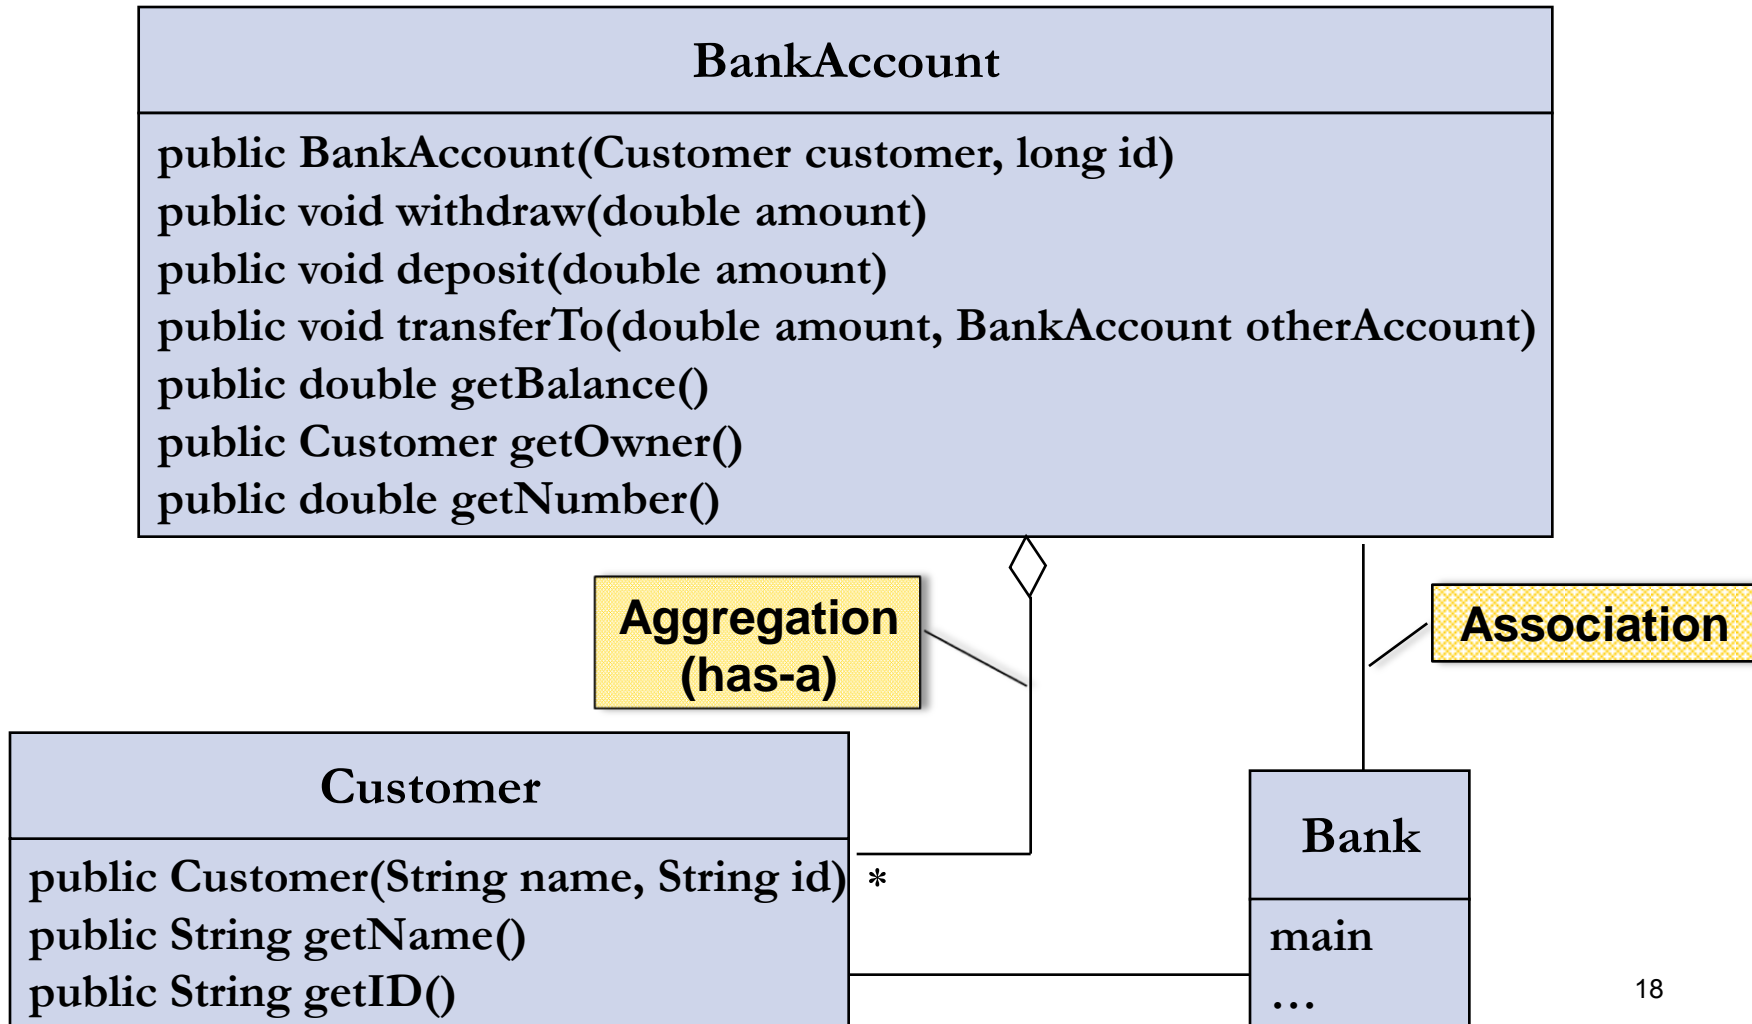 BankAccount
public BankAccount(Customer customer, long id)
public void withdraw(double amount)
public void deposit(double amount)
public void transferTo(double amount, BankAccount otherAccount)
public double getBalance()
public Customer getOwner()
public double getNumber()
Aggregation
(has-a)
Association
Customer
public Customer(String name, String id)
*
public String getName()
public String getID()
Bank
main
…
18